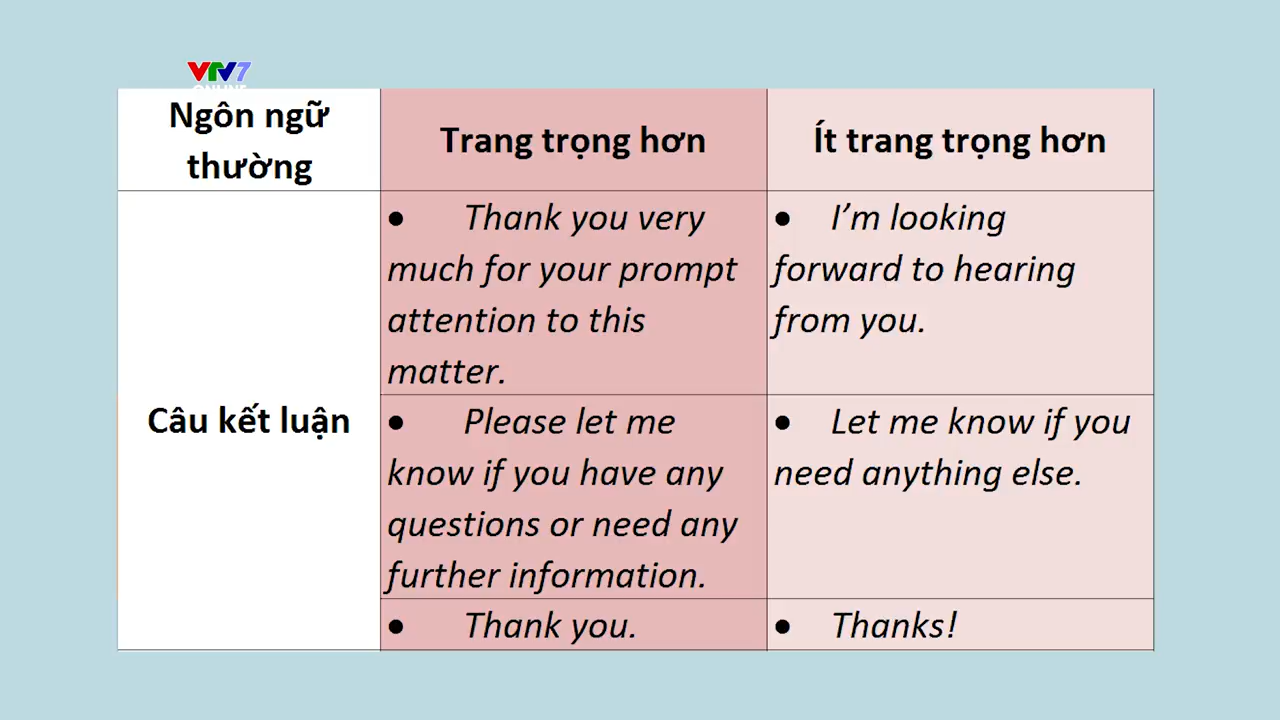 VTV7
ONLINE
Ngôn ngữ
thường
Trang trọng hơn
Ít trang trọng hơn
Câu kết luận
• Thank you very
much for your prompt
attention to this
matter.
• I’m looking
forward to hearing
from you.
• Please let me
know if you have any
questions or need any
further information.
• Let me know if you
need anything else.
• Thank you.
• Thanks!